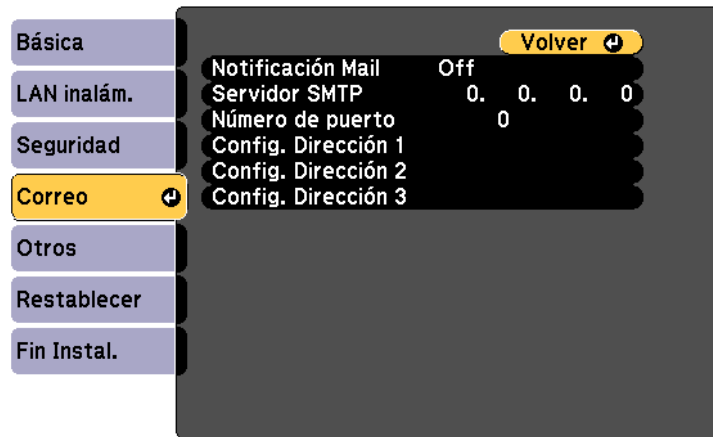 Básica
LAN inalám.
Seguridad
Correo
Otros
Restablecer
Fin Instal.
Volver
Notificación Mail Off
Servidor SMTP 0. 0. 0. 0
Número de puerto 0
Config. Dirección 1
Config. Dirección 2
Config. Dirección 3